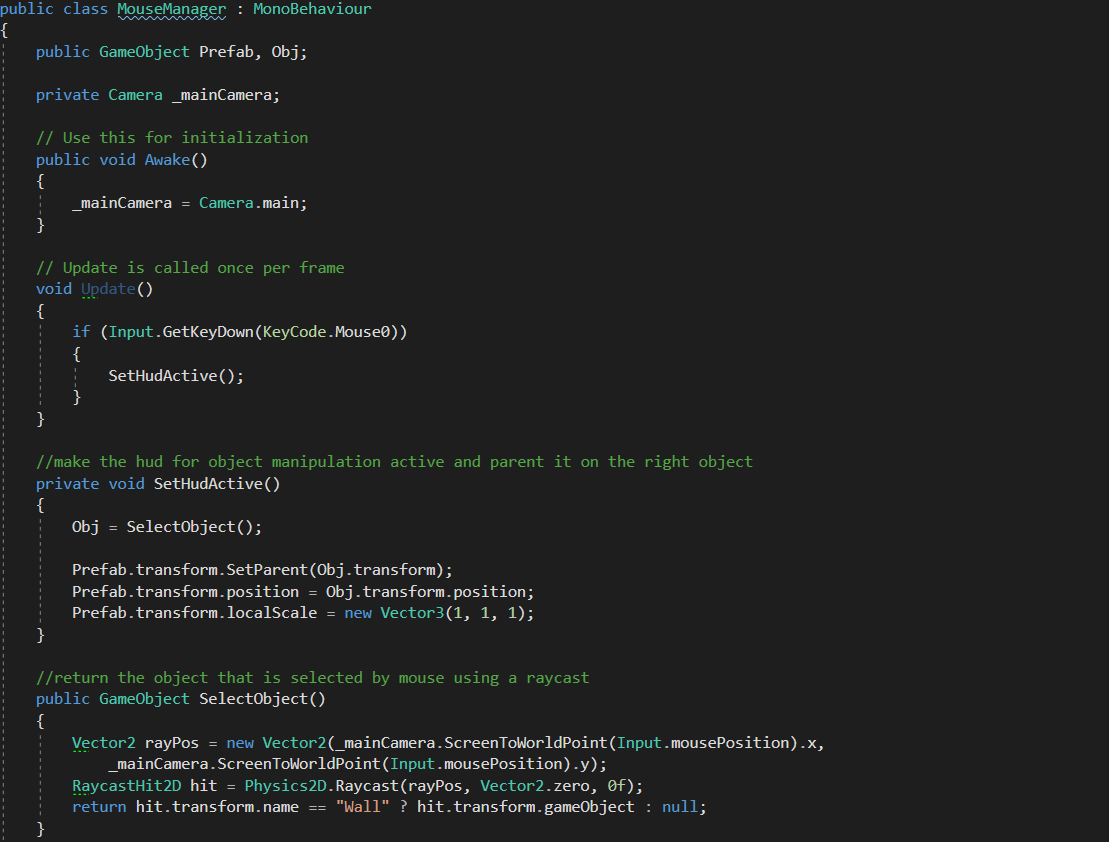 public class MouseManager : MonoBehaviour
{
    public GameObject Prefab, Obj;

    private Camera _mainCamera;

    // Use this for initialization
    public void Awake()
    {
        _mainCamera = Camera.main;
    }

    // Update is called once per frame
    void Update()
    {
        if (Input.GetKeyDown(KeyCode.Mouse0))
        {
            SetHudActive();
        }
    }

    //make the hud for object manipulation active and parent it on the right object
    private void SetHudActive()
    {
        Obj = SelectObject();

        Prefab.transform.SetParent(Obj.transform);
        Prefab.transform.position = Obj.transform.position;
        Prefab.transform.localScale = new Vector3(1, 1, 1);
    }

    //return the object that is selected by mouse using a raycast
    public GameObject SelectObject()
    {
        Vector2 rayPos = new Vector2(_mainCamera.ScreenToWorldPoint(Input.mousePosition).x,
            _mainCamera.ScreenToWorldPoint(Input.mousePosition).y);
        RaycastHit2D hit = Physics2D.Raycast(rayPos, Vector2.zero, 0f);
        return hit.transform.name == "Wall" ? hit.transform.gameObject : null;
    }